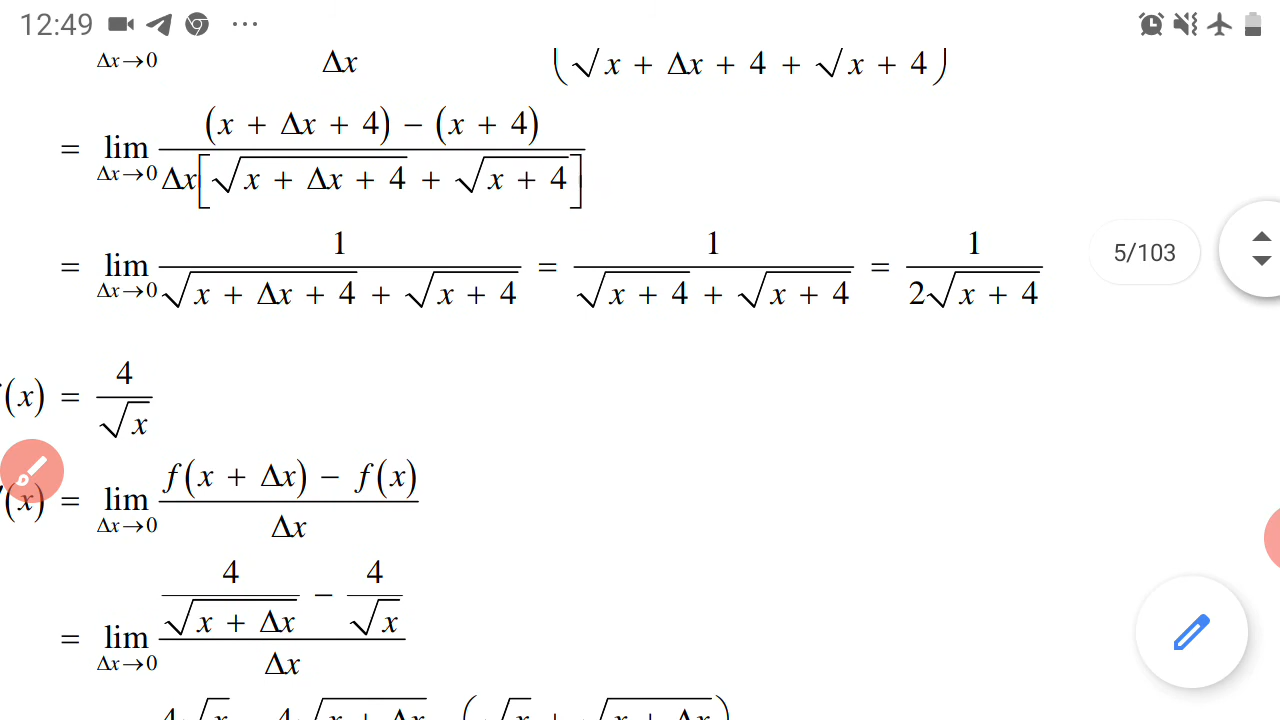 12:49 ...
Δx→0 Δx (√x + Δx + 4 + √x + 4)
= lim Δx→0 (x + Δx + 4) − (x + 4) / Δx[√x + Δx + 4 + √x + 4]
= lim Δx→0 1 / √x + Δx + 4 + √x + 4 = 1 / √x + 4 + √x + 4 = 1 / 2√x + 4
5/103
(x) = 4 / √x
(x) = lim Δx→0 f(x + Δx) − f(x) / Δx
= lim Δx→0 4 / √x + Δx − 4 / √x / Δx